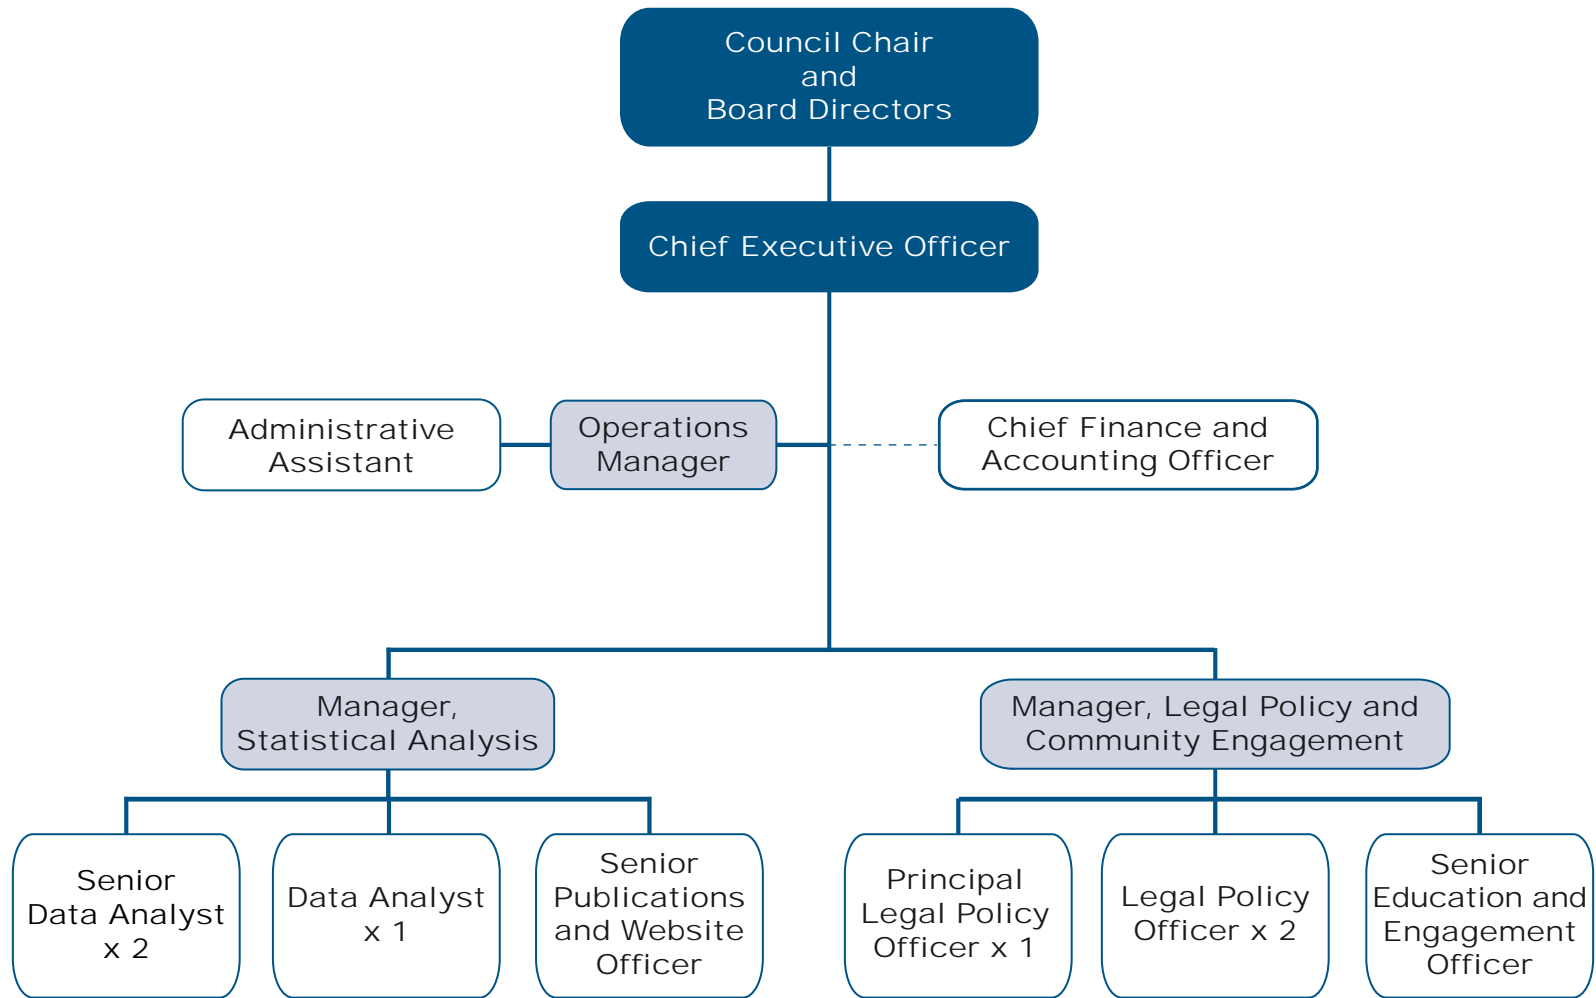 Council Chair
and
Board Directors
Chief Executive Officer
Administrative
Assistant
Operations
Manager
Chief Finance and
Accounting Officer
Manager,
Statistical Analysis
Manager, Legal Policy and
Community Engagement
Senior
Data Analyst
x 2
Data Analyst
x 1
Senior
Publications
and Website
Officer
Principal
Legal Policy
Officer x 1
Legal Policy
Officer x 2
Senior
Education and
Engagement
Officer